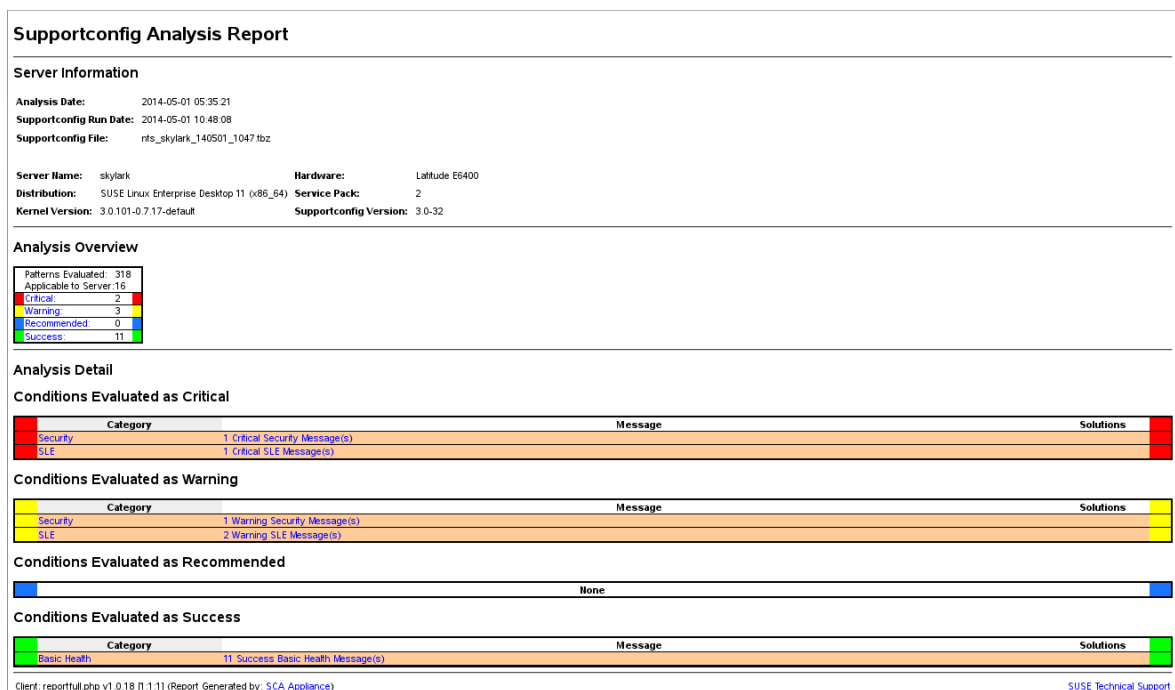 Supportconfig Analysis Report
Server Information
Analysis Date: 2014-05-01 05:35:21
Supportconfig Run Date: 2014-05-01 10:48:08
Supportconfig File: nts_skylark_140501_1047.tbz
Server Name: skylark Hardware: Latitude E6400
Distribution: SUSE Linux Enterprise Desktop 11 (x86_64) Service Pack: 2
Kernel Version: 3.0.101-0.7.17-default Supportconfig Version: 3.0-32
Analysis Overview
Patterns Evaluated: 318
Applicable to Server: 16
Critical: 2
Warning: 3
Recommended: 0
Success: 11
Analysis Detail
Conditions Evaluated as Critical
Category Message Solutions
Security 1 Critical Security Message(s)
SLE 1 Critical SLE Message(s)
Conditions Evaluated as Warning
Category Message Solutions
Security 1 Warning Security Message(s)
SLE 2 Warning SLE Message(s)
Conditions Evaluated as Recommended
None
Conditions Evaluated as Success
Category Message Solutions
Basic Health 11 Success Basic Health Message(s)
Client: reportfull.php v1.0.18 [1:1:1] (Report Generated by: SCA Appliance) SUSE Technical Support